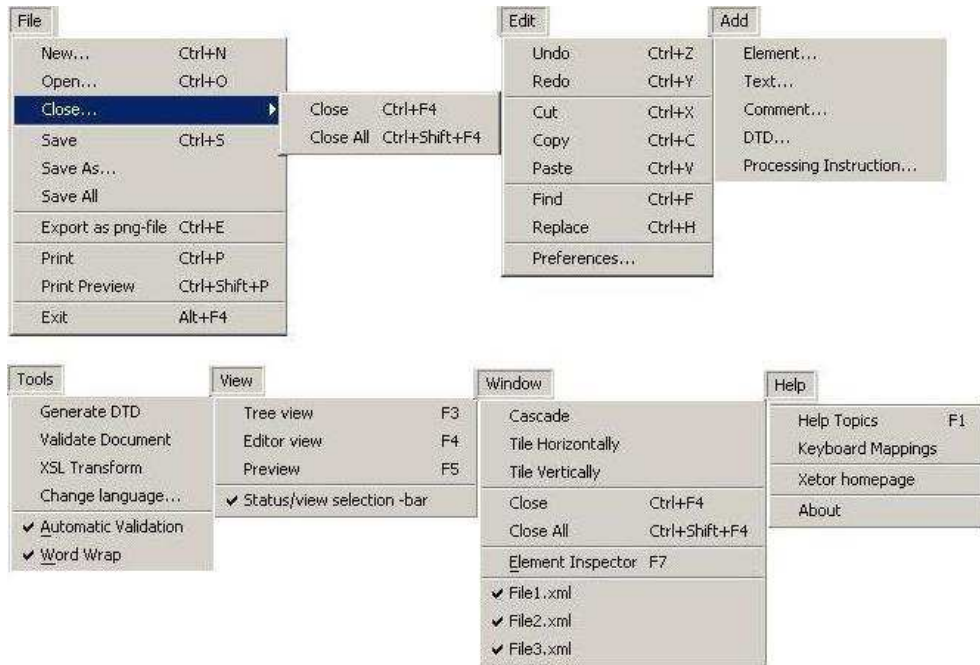 File
New... Ctrl+N
Open... Ctrl+O
Close...
Save Ctrl+S
Save As...
Save All
Export as png-file Ctrl+E
Print Ctrl+P
Print Preview Ctrl+Shift+P
Exit Alt+F4
Close Ctrl+F4
Close All Ctrl+Shift+F4
Edit
Undo Ctrl+Z
Redo Ctrl+Y
Cut Ctrl+X
Copy Ctrl+C
Paste Ctrl+V
Find Ctrl+F
Replace Ctrl+H
Preferences...
Add
Element...
Text...
Comment...
DTD...
Processing Instruction...
Tools
Generate DTD
Validate Document
XSL Transform
Change language...
Automatic Validation
Word Wrap
View
Tree view F3
Editor view F4
Preview F5
Status/view selection -bar
Window
Cascade
Tile Horizontally
Tile Vertically
Close Ctrl+F4
Close All Ctrl+Shift+F4
Element Inspector F7
File1.xml
File2.xml
File3.xml
Help
Help Topics F1
Keyboard Mappings
Xetor homepage
About